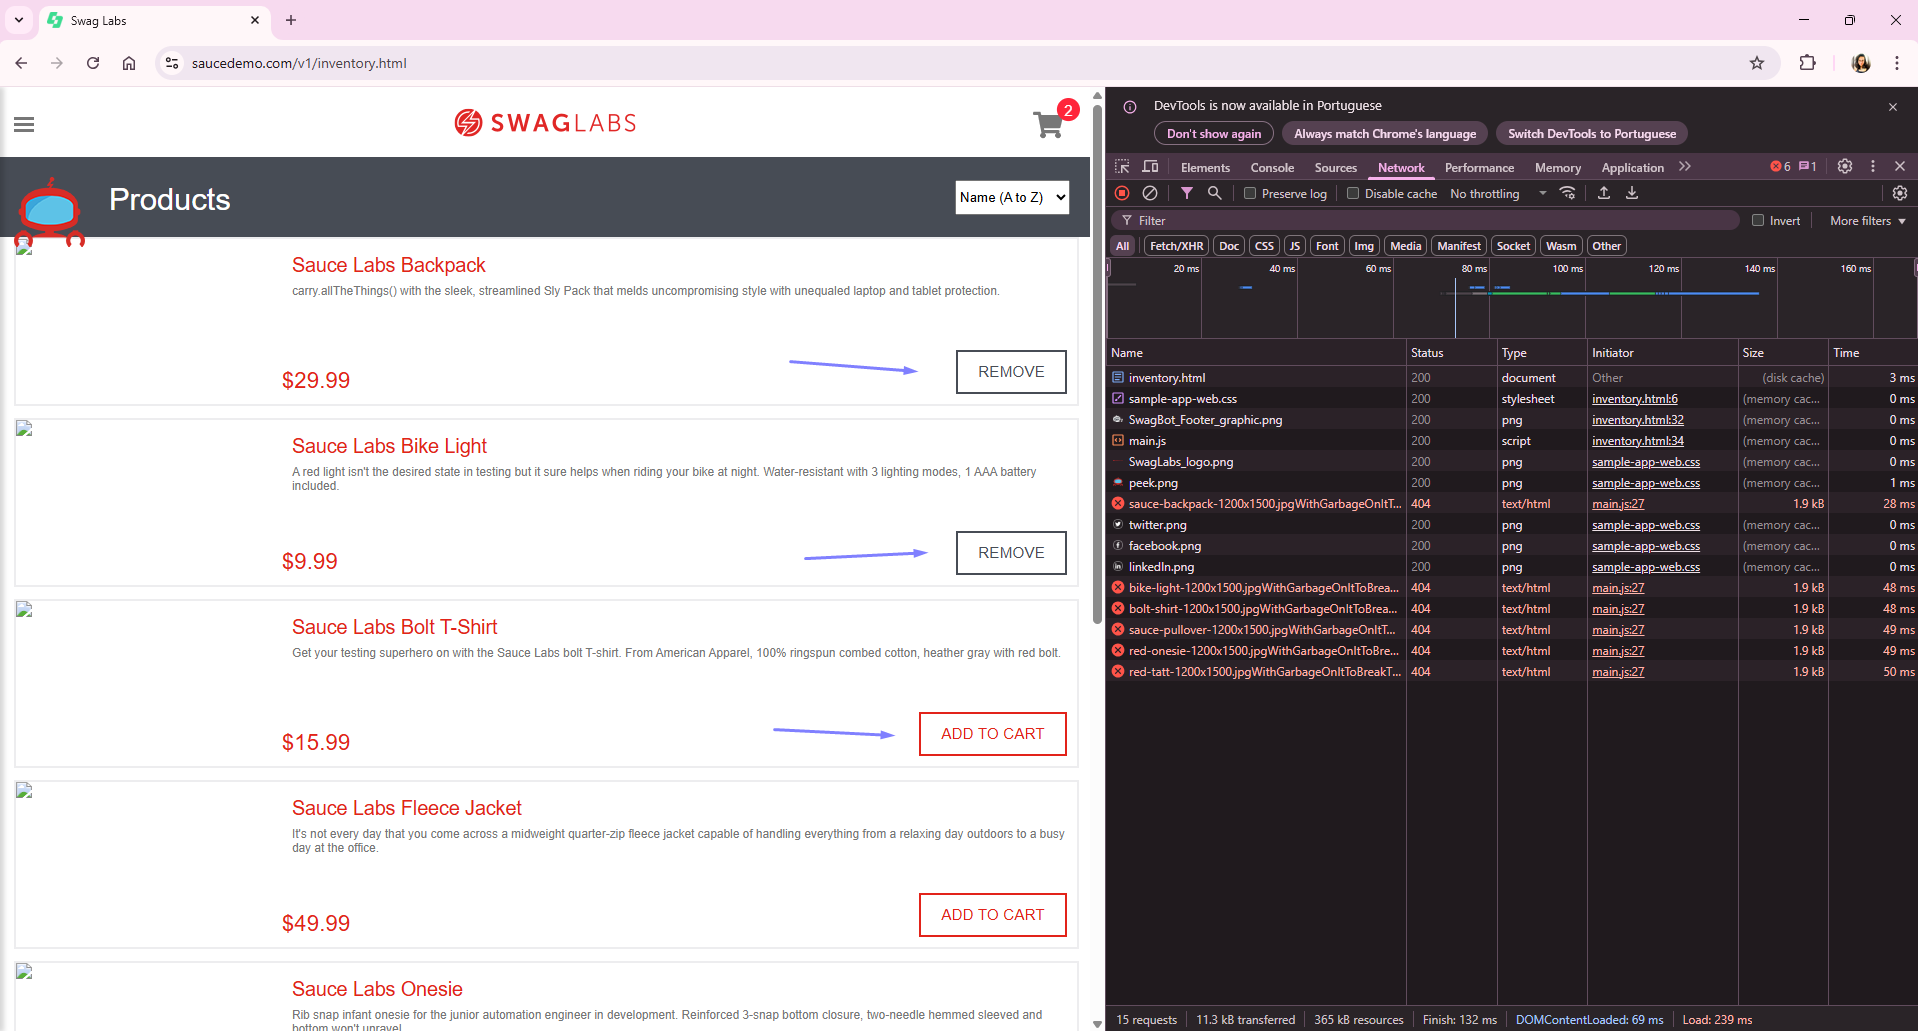 Swag Labs
saucedemo.com/v1/inventory.html
SWAGLABS
2
Products
Name (A to Z)
Sauce Labs Backpack
carry.allTheThings() with the sleek, streamlined Sly Pack that melds uncompromising style with unequaled laptop and tablet protection.
$29.99
REMOVE
Sauce Labs Bike Light
A red light isn't the desired state in testing but it sure helps when riding your bike at night. Water-resistant with 3 lighting modes, 1 AAA battery
included.
$9.99
REMOVE
Sauce Labs Bolt T-Shirt
Get your testing superhero on with the Sauce Labs bolt T-shirt. From American Apparel, 100% ringspun combed cotton, heather gray with red bolt.
$15.99
ADD TO CART
Sauce Labs Fleece Jacket
It's not every day that you come across a midweight quarter-zip fleece jacket capable of handling everything from a relaxing day outdoors to a busy
day at the office.
$49.99
ADD TO CART
Sauce Labs Onesie
Rib snap infant onesie for the junior automation engineer in development. Reinforced 3-snap bottom closure, two-needle hemmed sleeved and
bottom won't unravel.
DevTools is now available in Portuguese
Don't show again Always match Chrome's language Switch DevTools to Portuguese
Elements Console Sources Network Performance Memory Application 6 1
Preserve log Disable cache No throttling
Filter Invert More filters
All Fetch/XHR Doc CSS JS Font Img Media Manifest Socket Wasm Other
20 ms 40 ms 60 ms 80 ms 100 ms 120 ms 140 ms 160 ms
Name Status Type Initiator Size Time
inventory.html 200 document Other (disk cache) 3 ms
sample-app-web.css 200 stylesheet inventory.html:6 (memory cac... 0 ms
SwagBot_Footer_graphic.png 200 png inventory.html:32 (memory cac... 0 ms
main.js 200 script inventory.html:34 (memory cac... 0 ms
SwagLabs_logo.png 200 png sample-app-web.css (memory cac... 0 ms
peek.png 200 png sample-app-web.css (memory cac... 1 ms
sauce-backpack-1200x1500.jpgWithGarbageOnItT... 404 text/html main.js:27 1.9 kB 28 ms
twitter.png 200 png sample-app-web.css (memory cac... 0 ms
facebook.png 200 png sample-app-web.css (memory cac... 0 ms
linkedIn.png 200 png sample-app-web.css (memory cac... 0 ms
bike-light-1200x1500.jpgWithGarbageOnItToBrea... 404 text/html main.js:27 1.9 kB 48 ms
bolt-shirt-1200x1500.jpgWithGarbageOnItToBrea... 404 text/html main.js:27 1.9 kB 48 ms
sauce-pullover-1200x1500.jpgWithGarbageOnItT... 404 text/html main.js:27 1.9 kB 49 ms
red-onesie-1200x1500.jpgWithGarbageOnItToBre... 404 text/html main.js:27 1.9 kB 49 ms
red-tatt-1200x1500.jpgWithGarbageOnItToBreakT... 404 text/html main.js:27 1.9 kB 50 ms
15 requests 11.3 kB transferred 365 kB resources Finish: 132 ms DOMContentLoaded: 69 ms Load: 239 ms